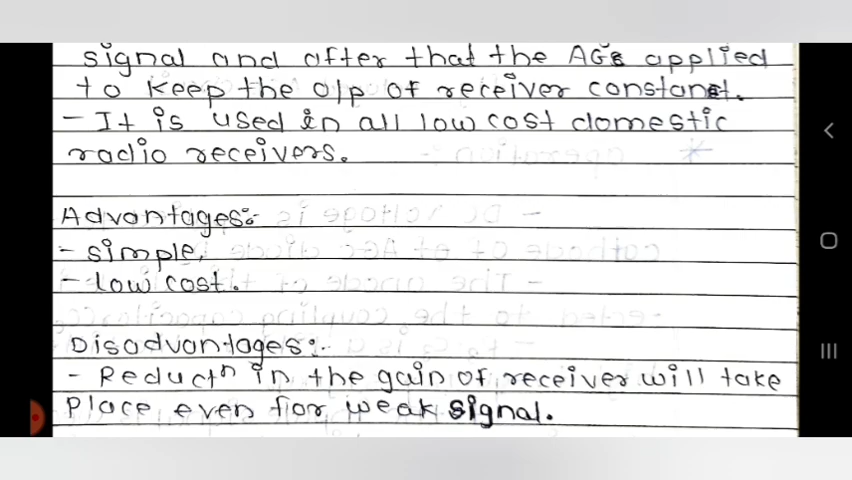 signal and after that the AGC applied
to keep the o/p of receiver constant.
- It is used in all low cost domestic
radio receivers.
Advantages:-
- simple.
- low cost.
Disadvantages:-
- Reductⁿ in the gain of receiver will take
place even for weak signal.